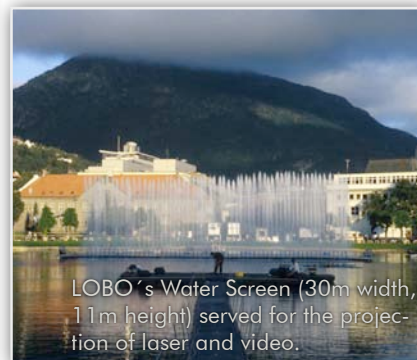 LOBO´s Water Screen (30m width,
11m height) served for the projec-
tion of laser and video.